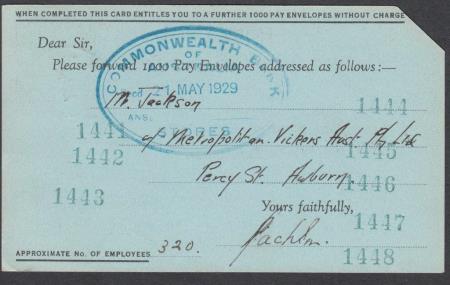 WHEN COMPLETED THIS CARD ENTITLES YOU TO A FURTHER 1000 PAY ENVELOPES WITHOUT CHARGE
Dear Sir,
COMMONWEALTH BANK
OF
Please forward 1000 Pay Envelopes addressed as follows:—
21 MAY 1929
Mr. Jackson
1444
ANS.
1441
c/o Metropolitan-Vickers Aust. Pty Ltd
1445
1442
Percy St. Auburn.
1446
1443
Yours faithfully,
1447
APPROXIMATE NO. OF EMPLOYEES 320.
1448